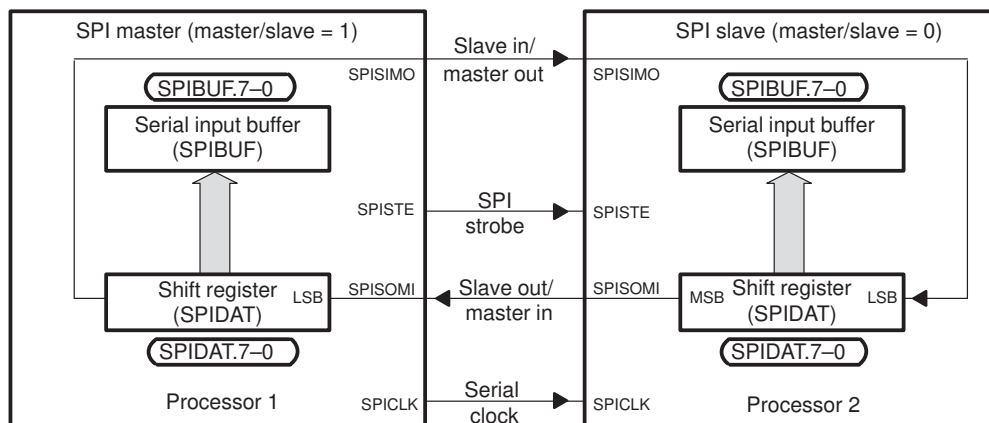 SPI master (master/slave = 1)
SPISIMO
SPIBUF.7–0
Serial input buffer
(SPIBUF)
SPISTE
Shift register
(SPIDAT)
LSB
SPISOMI
SPIDAT.7–0
Processor 1
SPICLK
Slave in/
master out
SPI
strobe
Slave out/
master in
Serial
clock
SPI slave (master/slave = 0)
SPISIMO
SPIBUF.7–0
Serial input buffer
(SPIBUF)
SPISTE
SPISOMI
MSB
Shift register
(SPIDAT)
LSB
SPIDAT.7–0
SPICLK
Processor 2